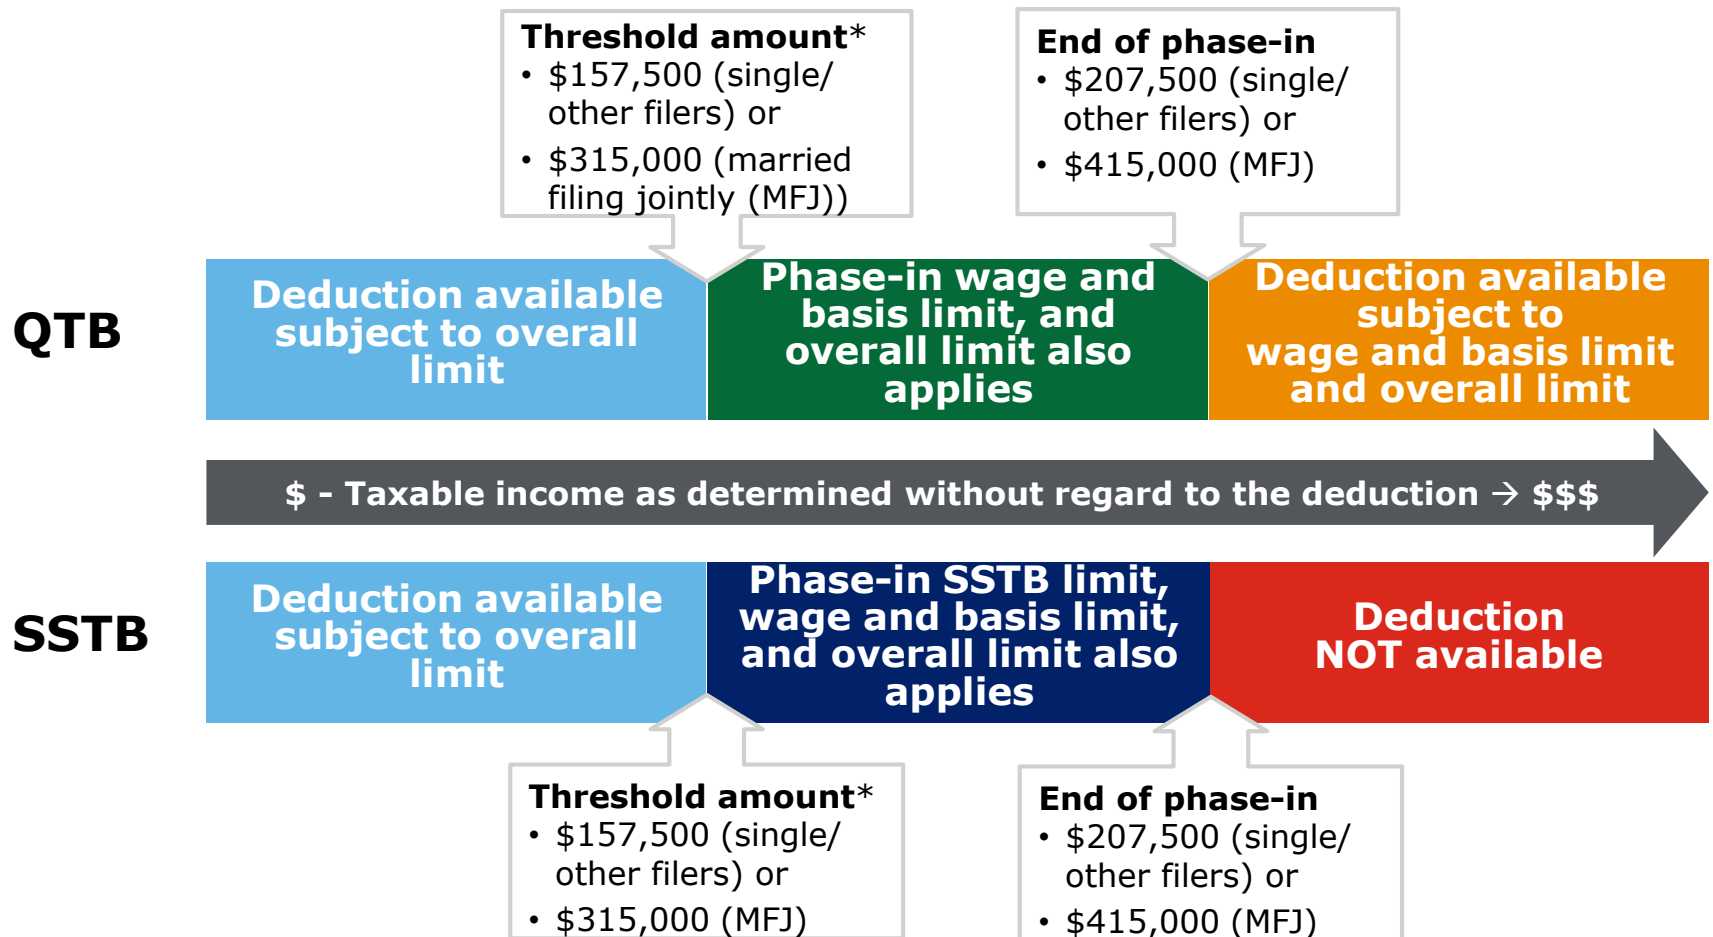 Threshold amount*
• $157,500 (single/
other filers) or
• $315,000 (married
filing jointly (MFJ))
End of phase-in
• $207,500 (single/
other filers) or
• $415,000 (MFJ)
QTB
Deduction available
subject to overall
limit
Phase-in wage and
basis limit, and
overall limit also
applies
Deduction available
subject to
wage and basis limit
and overall limit
$ - Taxable income as determined without regard to the deduction → $$$
SSTB
Deduction available
subject to overall
limit
Phase-in SSTB limit,
wage and basis limit,
and overall limit also
applies
Deduction
NOT available
Threshold amount*
• $157,500 (single/
other filers) or
• $315,000 (MFJ)
End of phase-in
• $207,500 (single/
other filers) or
• $415,000 (MFJ)